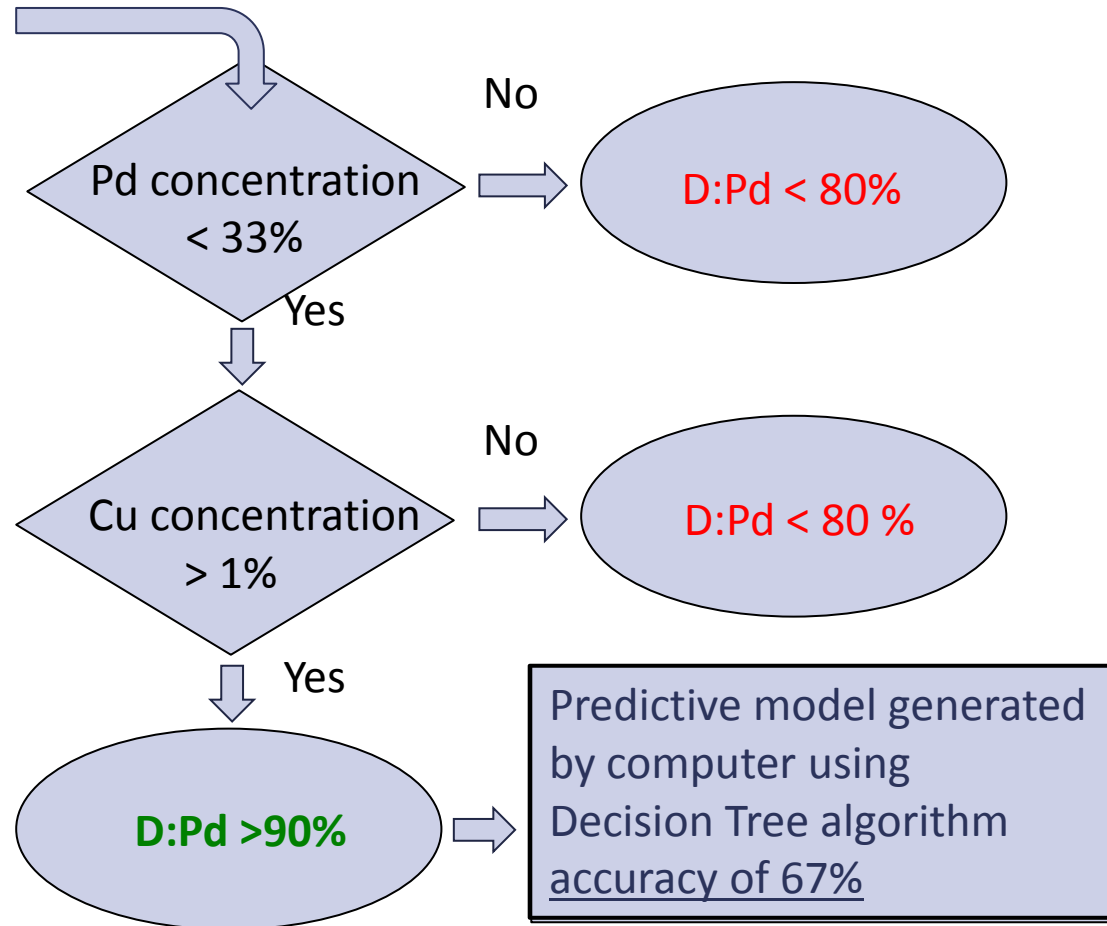 No
Pd concentration
< 33%
D:Pd < 80%
Yes
No
Cu concentration
> 1%
D:Pd < 80 %
Yes
D:Pd >90%
Predictive model generated
by computer using
Decision Tree algorithm
accuracy of 67%